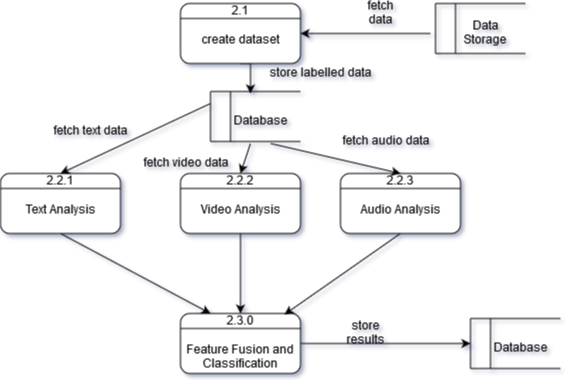 2.1
create dataset
fetch
data
Data
Storage
store labelled data
Database
fetch text data
fetch video data
fetch audio data
2.2.1
Text Analysis
2.2.2
Video Analysis
2.2.3
Audio Analysis
2.3.0
Feature Fusion and
Classification
store
results
Database